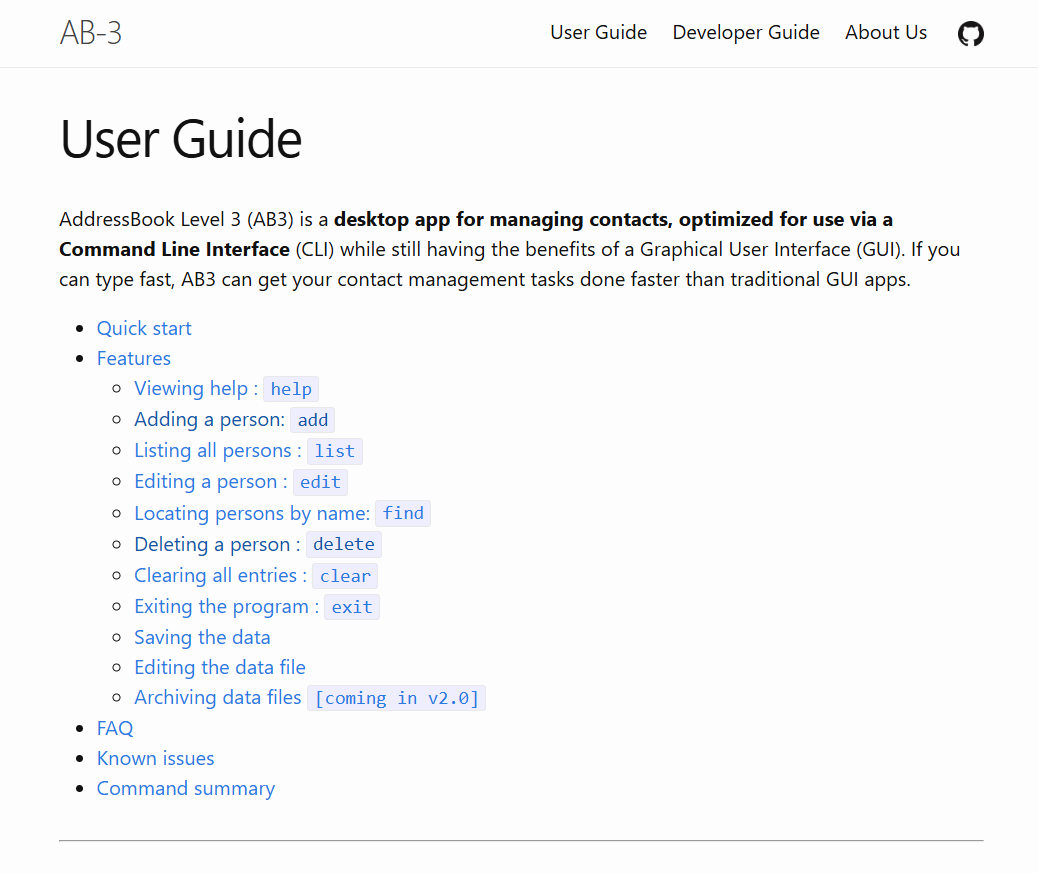 AB-3
User Guide
Developer Guide
About Us
User Guide
AddressBook Level 3 (AB3) is a desktop app for managing contacts, optimized for use via a
Command Line Interface (CLI) while still having the benefits of a Graphical User Interface (GUI). If you
can type fast, AB3 can get your contact management tasks done faster than traditional GUI apps.
Quick start
Features
Viewing help : help
Adding a person: add
Listing all persons : list
Editing a person : edit
Locating persons by name: find
Deleting a person : delete
Clearing all entries : clear
Exiting the program : exit
Saving the data
Editing the data file
Archiving data files [coming in v2.0]
FAQ
Known issues
Command summary